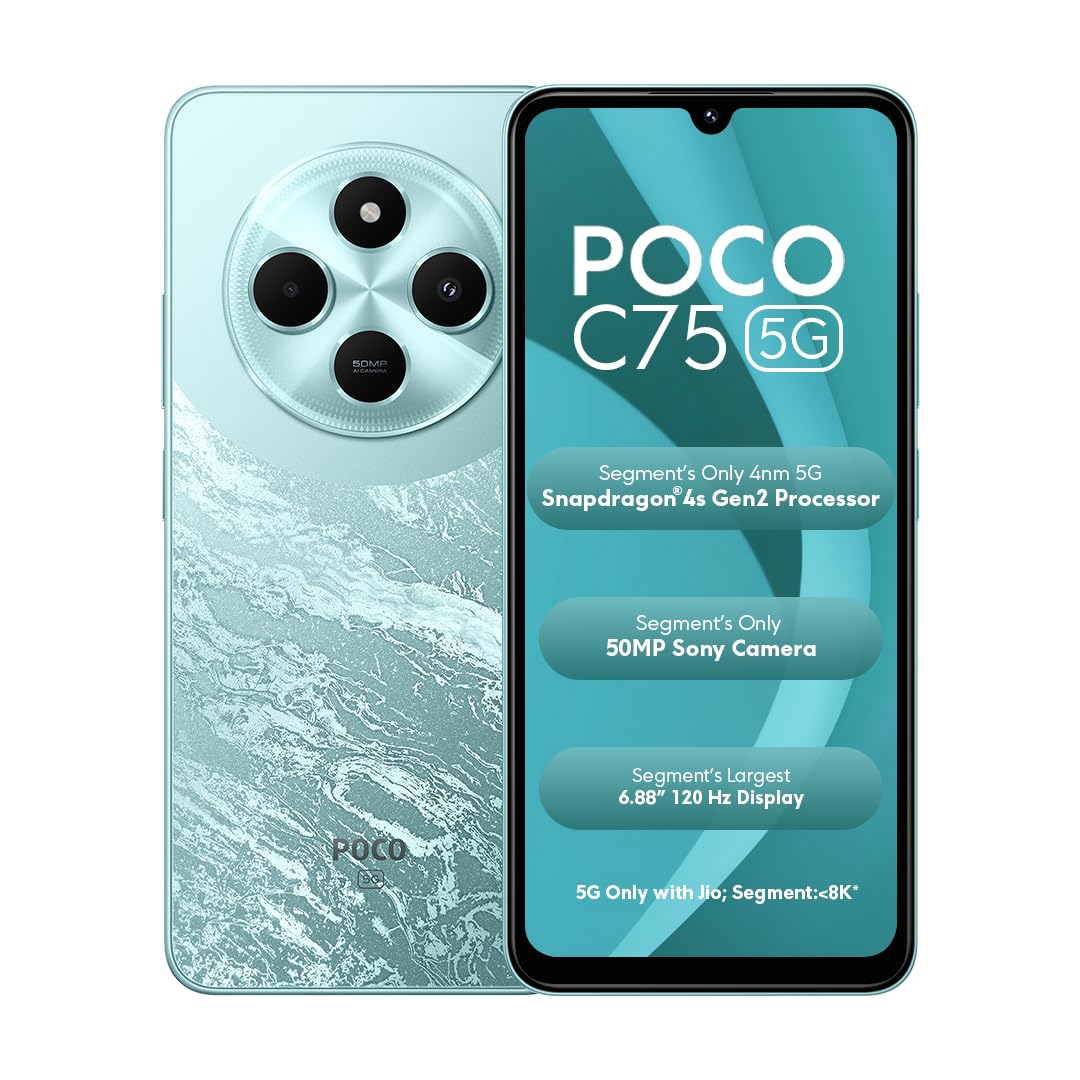 50MP
AI CAMERA
POCO
5G
POCO
C75 5G
Segment's Only 4nm 5G
Snapdragon® 4s Gen2 Processor
Segment's Only
50MP Sony Camera
Segment's Largest
6.88” 120 Hz Display
5G Only with Jio; Segment:<8K*